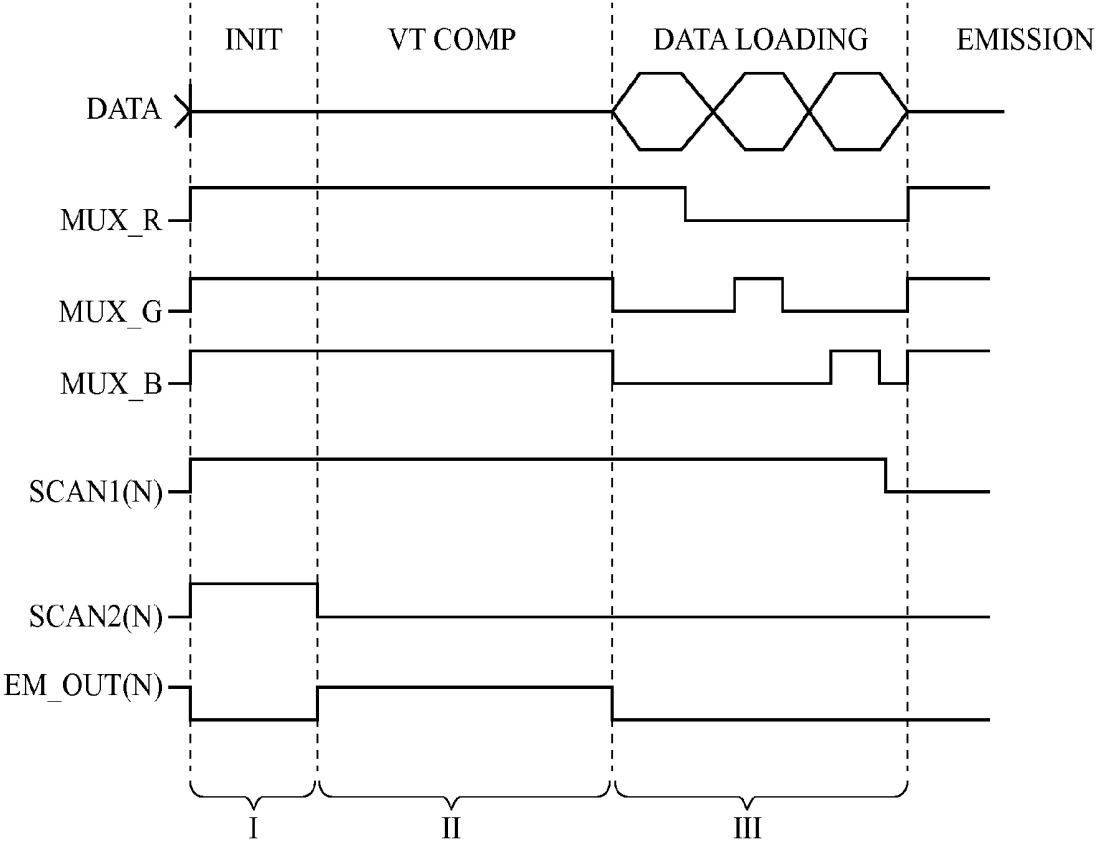 INIT VT COMP DATA LOADING EMISSION
DATA
MUX_R
MUX_G
MUX_B
SCAN1(N)
SCAN2(N)
EM_OUT(N)
I II III